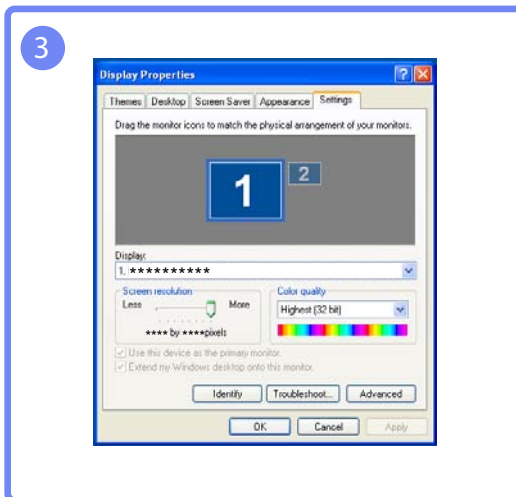 3
Display Properties
Themes Desktop Screen Saver Appearance Settings
Drag the monitor icons to match the physical arrangement of your monitors.
1 2
Display:
1. **********
Screen resolution Color quality
Less More Highest (32 bit)
**** by ****pixels
Use this device as the primary monitor.
Extend my Windows desktop onto this monitor.
Identify Troubleshoot... Advanced
OK Cancel Apply